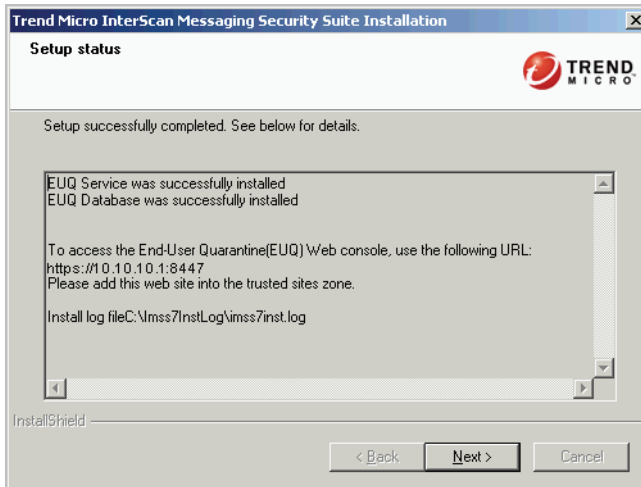 Trend Micro InterScan Messaging Security Suite Installation
Setup status
TREND
MICRO
Setup successfully completed. See below for details.
EUQ Service was successfully installed
EUQ Database was successfully installed
To access the End-User Quarantine(EUQ) Web console, use the following URL:
https://10.10.10.1:8447
Please add this web site into the trusted sites zone.
Install log fileC:\Imss7InstLog\imss7inst.log
InstallShield
< Back
Next >
Cancel